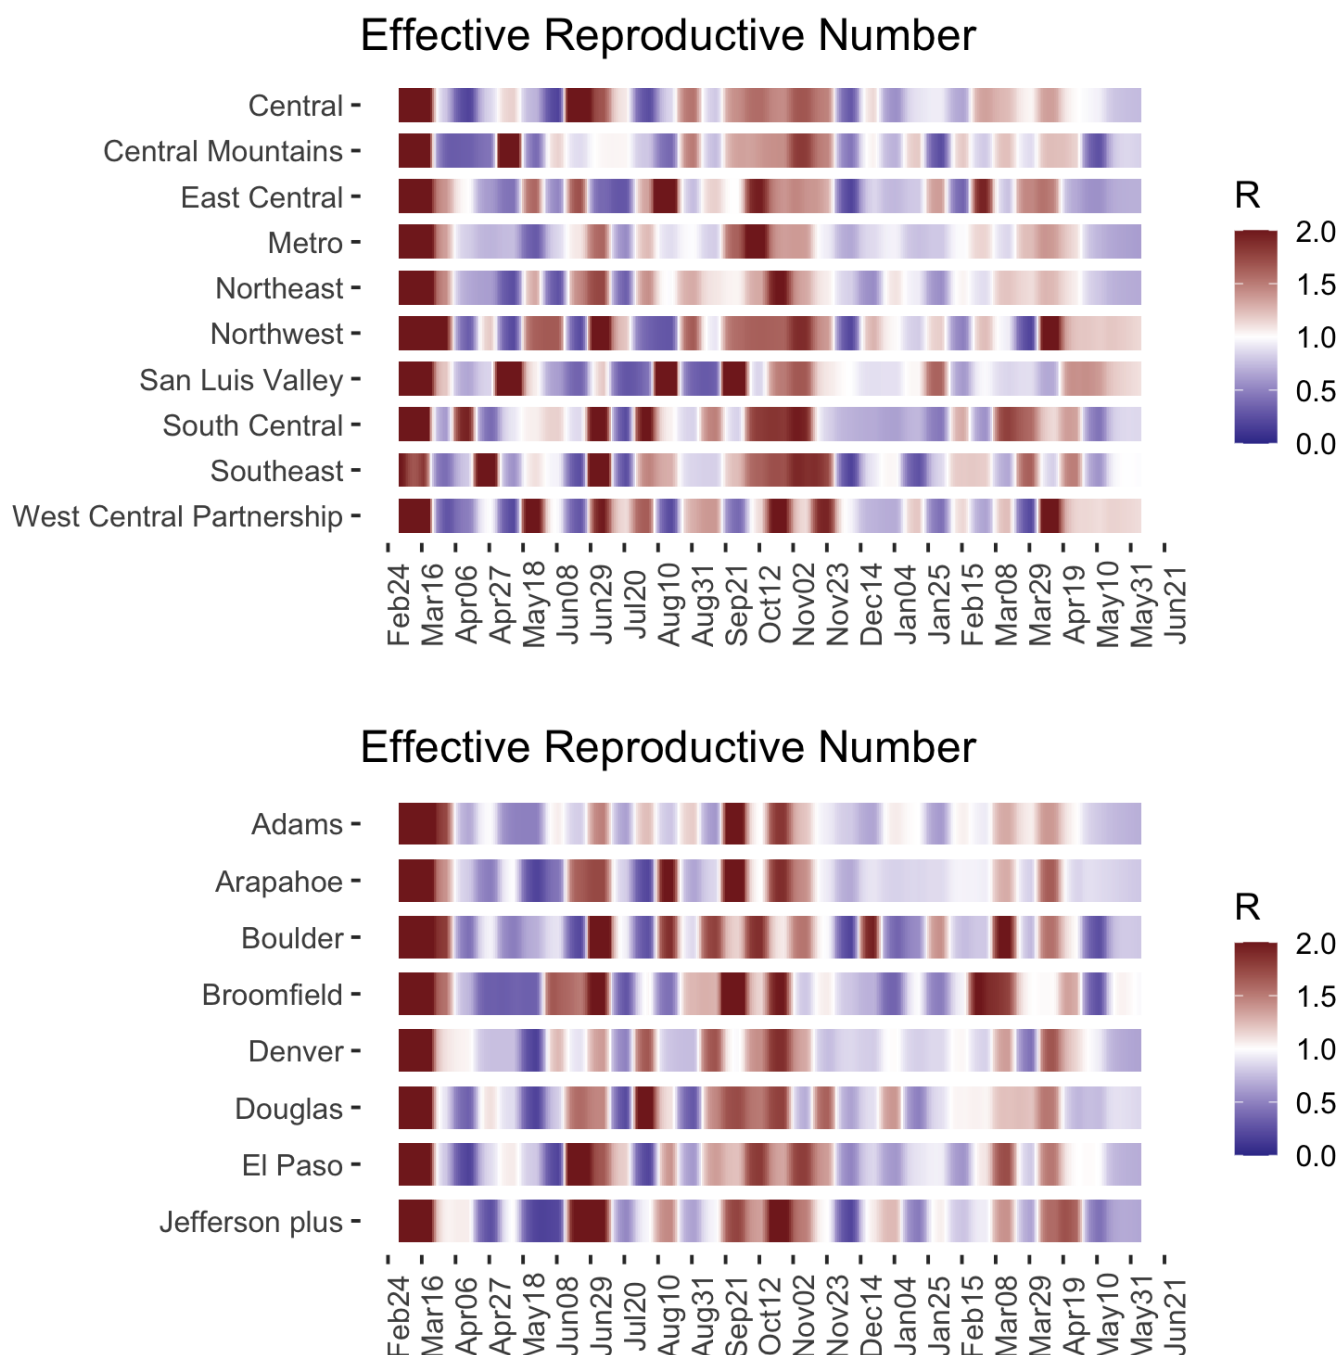 Effective Reproductive Number
Central
Central Mountains
East Central
Metro
Northeast
Northwest
San Luis Valley
South Central
Southeast
West Central Partnership
Feb24 Mar16 Apr06 Apr27 May18 Jun08 Jun29 Jul20 Aug10 Aug31 Sep21 Oct12 Nov02 Nov23 Dec14 Jan04 Jan25 Feb15 Mar08 Mar29 Apr19 May10 May31 Jun21
R
2.0
1.5
1.0
0.5
0.0
Effective Reproductive Number
Adams
Arapahoe
Boulder
Broomfield
Denver
Douglas
El Paso
Jefferson plus
Feb24 Mar16 Apr06 Apr27 May18 Jun08 Jun29 Jul20 Aug10 Aug31 Sep21 Oct12 Nov02 Nov23 Dec14 Jan04 Jan25 Feb15 Mar08 Mar29 Apr19 May10 May31 Jun21
R
2.0
1.5
1.0
0.5
0.0